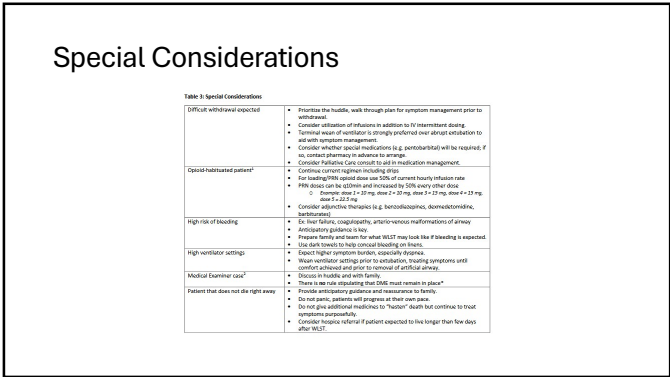 Special Considerations
Table 3: Special Considerations
Difficult withdrawal expected
• Prioritize the huddle, walk through plan for symptom management prior to
withdrawal.
• Consider utilization of infusions in addition to IV intermittent dosing.
• Terminal wean of ventilator is strongly preferred over abrupt extubation to
aid with symptom management.
• Consider whether special medications (e.g. pentobarbital) will be required; if
so, contact pharmacy in advance to arrange.
• Consider Palliative Care consult to aid in medication management.
Opioid-habituated patient¹
• Continue current regimen including drips
• For loading/PRN opioid dose use 50% of current hourly infusion rate
• PRN doses can be q10min and increased by 50% every other dose
○ Example: dose 1 = 10 mg, dose 2 = 10 mg, dose 3 = 15 mg, dose 4 = 15 mg,
dose 5 = 22.5 mg
• Consider adjunctive therapies (e.g. benzodiazepines, dexmedetomidine,
barbiturates)
High risk of bleeding
• Ex: liver failure, coagulopathy, arterio-venous malformations of airway
• Anticipatory guidance is key.
• Prepare family and team for what WLST may look like if bleeding is expected.
• Use dark towels to help conceal bleeding on linens.
High ventilator settings
• Expect higher symptom burden, especially dyspnea.
• Wean ventilator settings prior to extubation, treating symptoms until
comfort achieved and prior to removal of artificial airway.
Medical Examiner case²
• Discuss in huddle and with family.
• There is no rule stipulating that DME must remain in place*
Patient that does not die right away
• Provide anticipatory guidance and reassurance to family.
• Do not panic, patients will progress at their own pace.
• Do not give additional medicines to "hasten" death but continue to treat
symptoms purposefully.
• Consider hospice referral if patient expected to live longer than few days
after WLST.